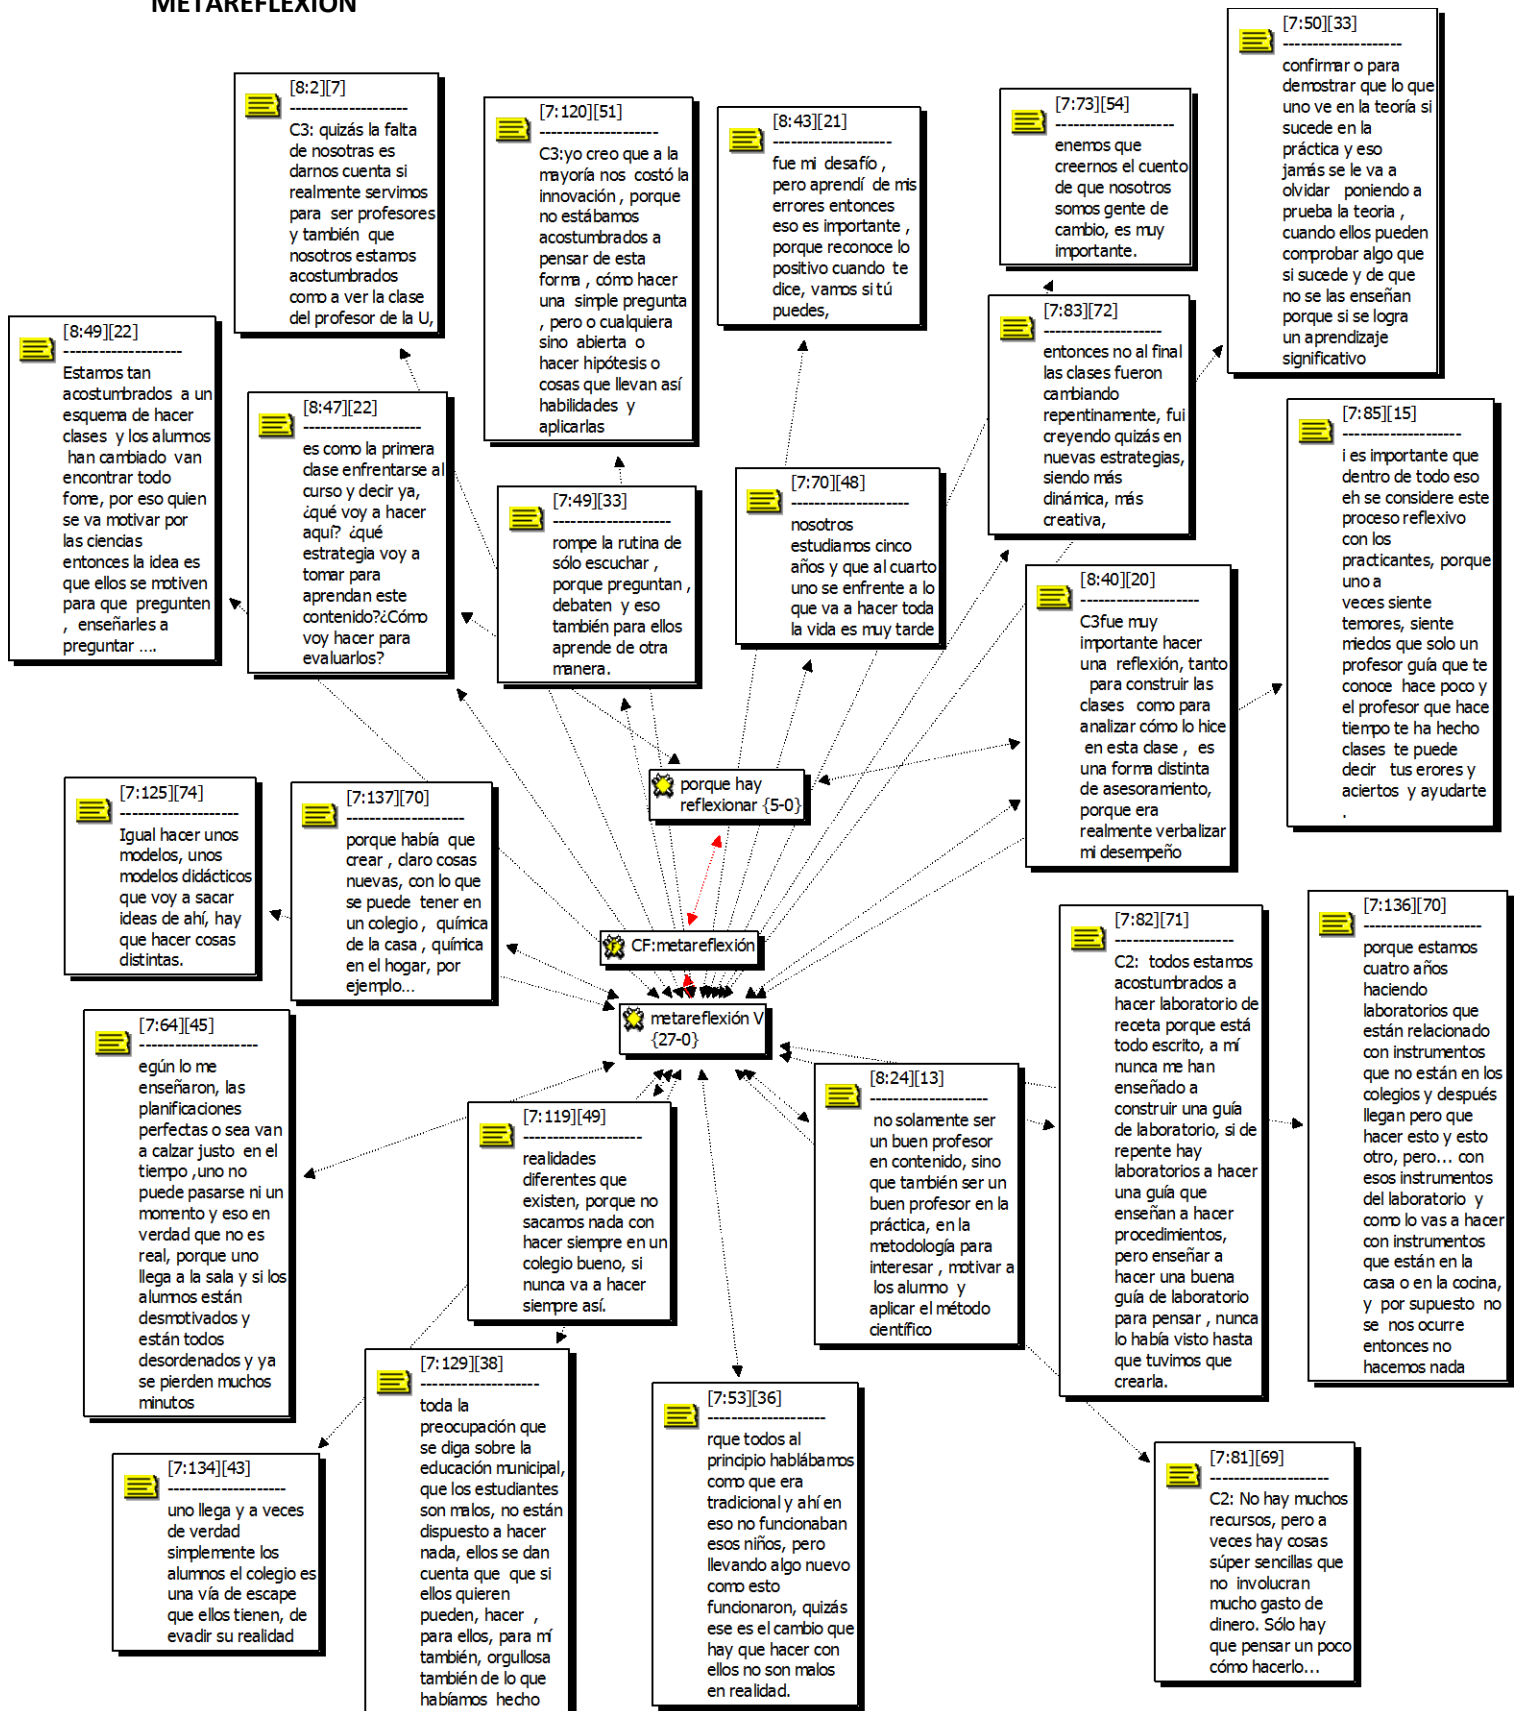 METAREFLEXIÓN
[7:50][33]
--------------------
confirmar o para
demostrar que lo que
uno ve en la teoría si
sucede en la
práctica y eso
jamás se le va a
olvidar poniendo a
prueba la teoria ,
cuando ellos pueden
comprobar algo que
si sucede y de que
no se las enseñan
porque si se logra
un aprendizaje
significativo
[8:2][7]
--------------------
C3: quizás la falta
de nosotras es
darnos cuenta si
realmente servimos
para ser profesores
y también que
nosotros estamos
acostumbrados
como a ver la clase
del profesor de la U,
[7:120][51]
--------------------
C3:yo creo que a la
mayoría nos costó la
innovación , porque
no estábamos
acostumbrados a
pensar de esta
forma , cómo hacer
una simple pregunta
, pero o cualquiera
sino abierta o
hacer hipótesis o
cosas que llevan así
habilidades y
aplicarlas
[8:43][21]
--------------------
fue mi desafío ,
pero aprendí de mis
errores entonces
eso es importante ,
porque reconoce lo
positivo cuando te
dice, vamos si tú
puedes,
[7:73][54]
--------------------
enemos que
creernos el cuento
de que nosotros
somos gente de
cambio, es muy
importante.
[8:49][22]
--------------------
Estamos tan
acostumbrados a un
esquema de hacer
clases y los alumnos
han cambiado van
encontrar todo
fome, por eso quien
se va motivar por
las ciencias
entonces la idea es
que ellos se motiven
para que pregunten
, enseñarles a
preguntar ....
[8:47][22]
--------------------
es como la primera
clase enfrentarse al
curso y decir ya,
¿qué voy a hacer
aquí? ¿qué
estrategia voy a
tomar para
aprendan este
contenido?¿Cómo
voy hacer para
evaluarlos?
[7:49][33]
--------------------
rompe la rutina de
sólo escuchar ,
porque preguntan ,
debaten y eso
también para ellos
aprende de otra
manera.
[7:70][48]
--------------------
nosotros
estudiamos cinco
años y que al cuarto
uno se enfrente a lo
que va a hacer toda
la vida es muy tarde
[7:83][72]
--------------------
entonces no al final
las clases fueron
cambiando
repentinamente, fui
creyendo quizás en
nuevas estrategias,
siendo más
dinámica, más
creativa,
[7:85][15]
--------------------
i es importante que
dentro de todo eso
eh se considere este
proceso reflexivo
con los
practicantes, porque
uno a
veces siente
temores, siente
miedos que solo un
profesor guía que te
conoce hace poco y
el profesor que hace
tiempo te ha hecho
clases te puede
decir tus erores y
aciertos y ayudarte
.
[8:40][20]
--------------------
C3fue muy
importante hacer
una reflexión, tanto
para construir las
clases como para
analizar cómo lo hice
en esta clase , es
una forma distinta
de asesoramiento,
porque era
realmente verbalizar
mi desempeño
porque hay
reflexionar {5-0}
[7:125][74]
--------------------
Igual hacer unos
modelos, unos
modelos didácticos
que voy a sacar
ideas de ahí, hay
que hacer cosas
distintas.
[7:137][70]
--------------------
porque había que
crear , claro cosas
nuevas, con lo que
se puede tener en
un colegio , química
de la casa , química
en el hogar, por
ejemplo...
CF:metareflexión
metareflexión V
{27-0}
[7:82][71]
--------------------
C2: todos estamos
acostumbrados a
hacer laboratorio de
receta porque está
todo escrito, a mí
nunca me han
enseñado a
construir una guía
de laboratorio, si de
repente hay
laboratorios a hacer
una guía que
enseñan a hacer
procedimientos,
pero enseñar a
hacer una buena
guía de laboratorio
para pensar , nunca
lo había visto hasta
que tuvimos que
crearla.
[7:136][70]
--------------------
porque estamos
cuatro años
haciendo
laboratorios que
están relacionado
con instrumentos
que no están en los
colegios y después
llegan pero que
hacer esto y esto
otro, pero... con
esos instrumentos
del laboratorio y
como lo vas a hacer
con instrumentos
que están en la
casa o en la cocina,
y por supuesto no
se nos ocurre
entonces no
hacemos nada
[7:64][45]
--------------------
egún lo me
enseñaron, las
planificaciones
perfectas o sea van
a calzar justo en el
tiempo ,uno no
puede pasarse ni un
momento y eso en
verdad que no es
real, porque uno
llega a la sala y si los
alumnos están
desmotivados y
están todos
desordenados y ya
se pierden muchos
minutos
[7:119][49]
--------------------
realidades
diferentes que
existen, porque no
sacamos nada con
hacer siempre en un
colegio bueno, si
nunca va a hacer
siempre así.
[8:24][13]
--------------------
no solamente ser
un buen profesor
en contenido, sino
que también ser un
buen profesor en la
práctica, en la
metodología para
interesar , motivar a
los alumno y
aplicar el método
científico
[7:134][43]
--------------------
uno llega y a veces
de verdad
simplemente los
alumnos el colegio es
una vía de escape
que ellos tienen, de
evadir su realidad
[7:129][38]
--------------------
toda la
preocupación que
se diga sobre la
educación municipal,
que los estudiantes
son malos, no están
dispuesto a hacer
nada, ellos se dan
cuenta que que si
ellos quieren
pueden, hacer ,
para ellos, para mí
también, orgullosa
también de lo que
habíamos hecho
[7:53][36]
--------------------
rque todos al
principio hablábamos
como que era
tradicional y ahí en
eso no funcionaban
esos niños, pero
llevando algo nuevo
como esto
funcionaron, quizás
ese es el cambio que
hay que hacer con
ellos no son malos
en realidad.
[7:81][69]
--------------------
C2: No hay muchos
recursos, pero a
veces hay cosas
súper sencillas que
no involucran
mucho gasto de
dinero. Sólo hay
que pensar un poco
cómo hacerlo...